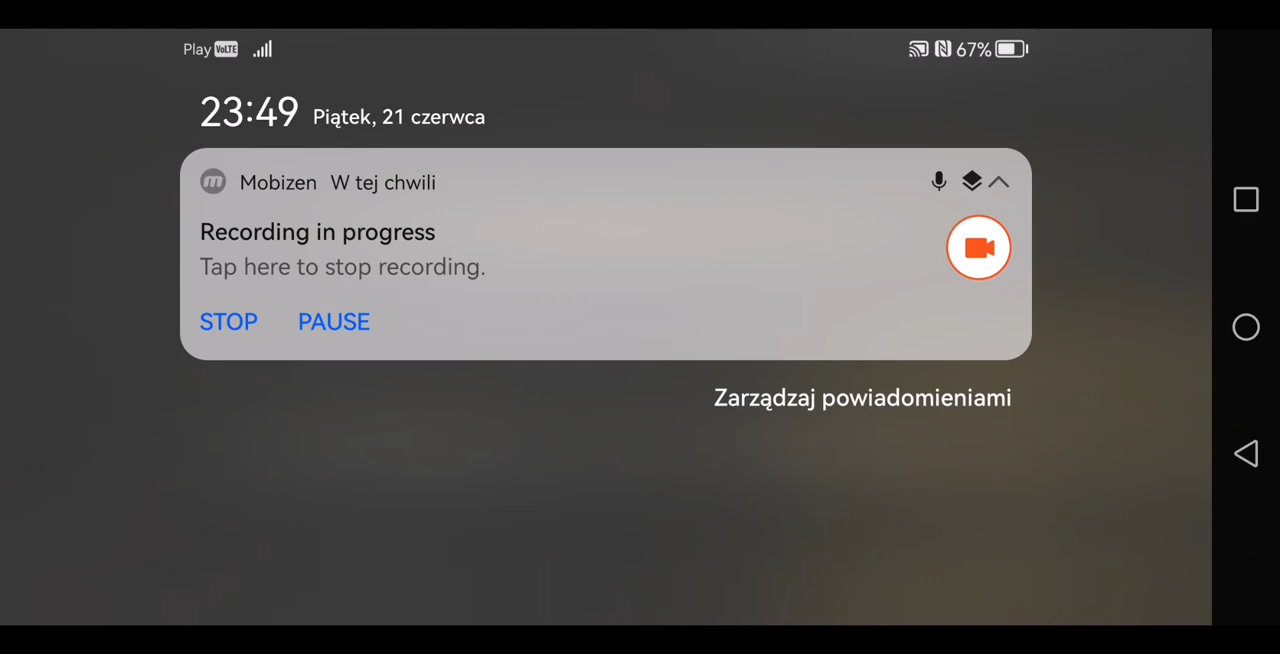 Play VoLTE 67%
23:49 Piątek, 21 czerwca
m Mobizen W tej chwili
Recording in progress
Tap here to stop recording.
STOP PAUSE
Zarządzaj powiadomieniami